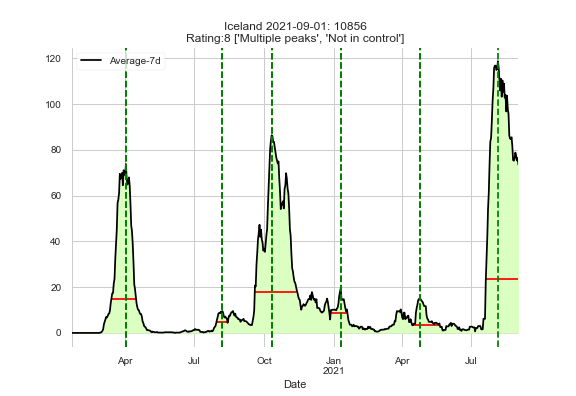 Iceland 2021-09-01: 10856
Rating:8 ['Multiple peaks', 'Not in control']
Average-7d
120
100
80
60
40
20
0
Apr Jul Oct Jan Apr Jul
2021
Date